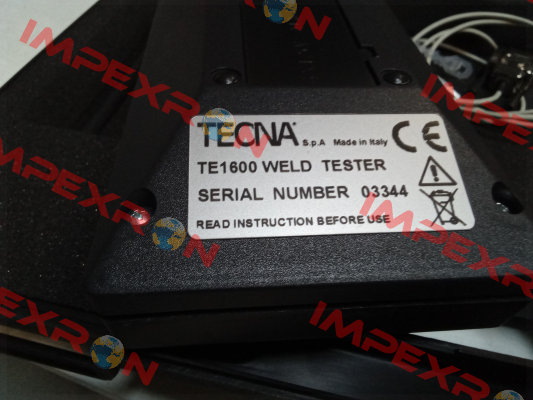 IMPEXRON
TECNA S.p.A Made in Italy CE
TE1600 WELD TESTER
SERIAL NUMBER 03344
READ INSTRUCTION BEFORE USE
IMPEXRON
IMPEXRON
IMPEXRON
IMPEXRON